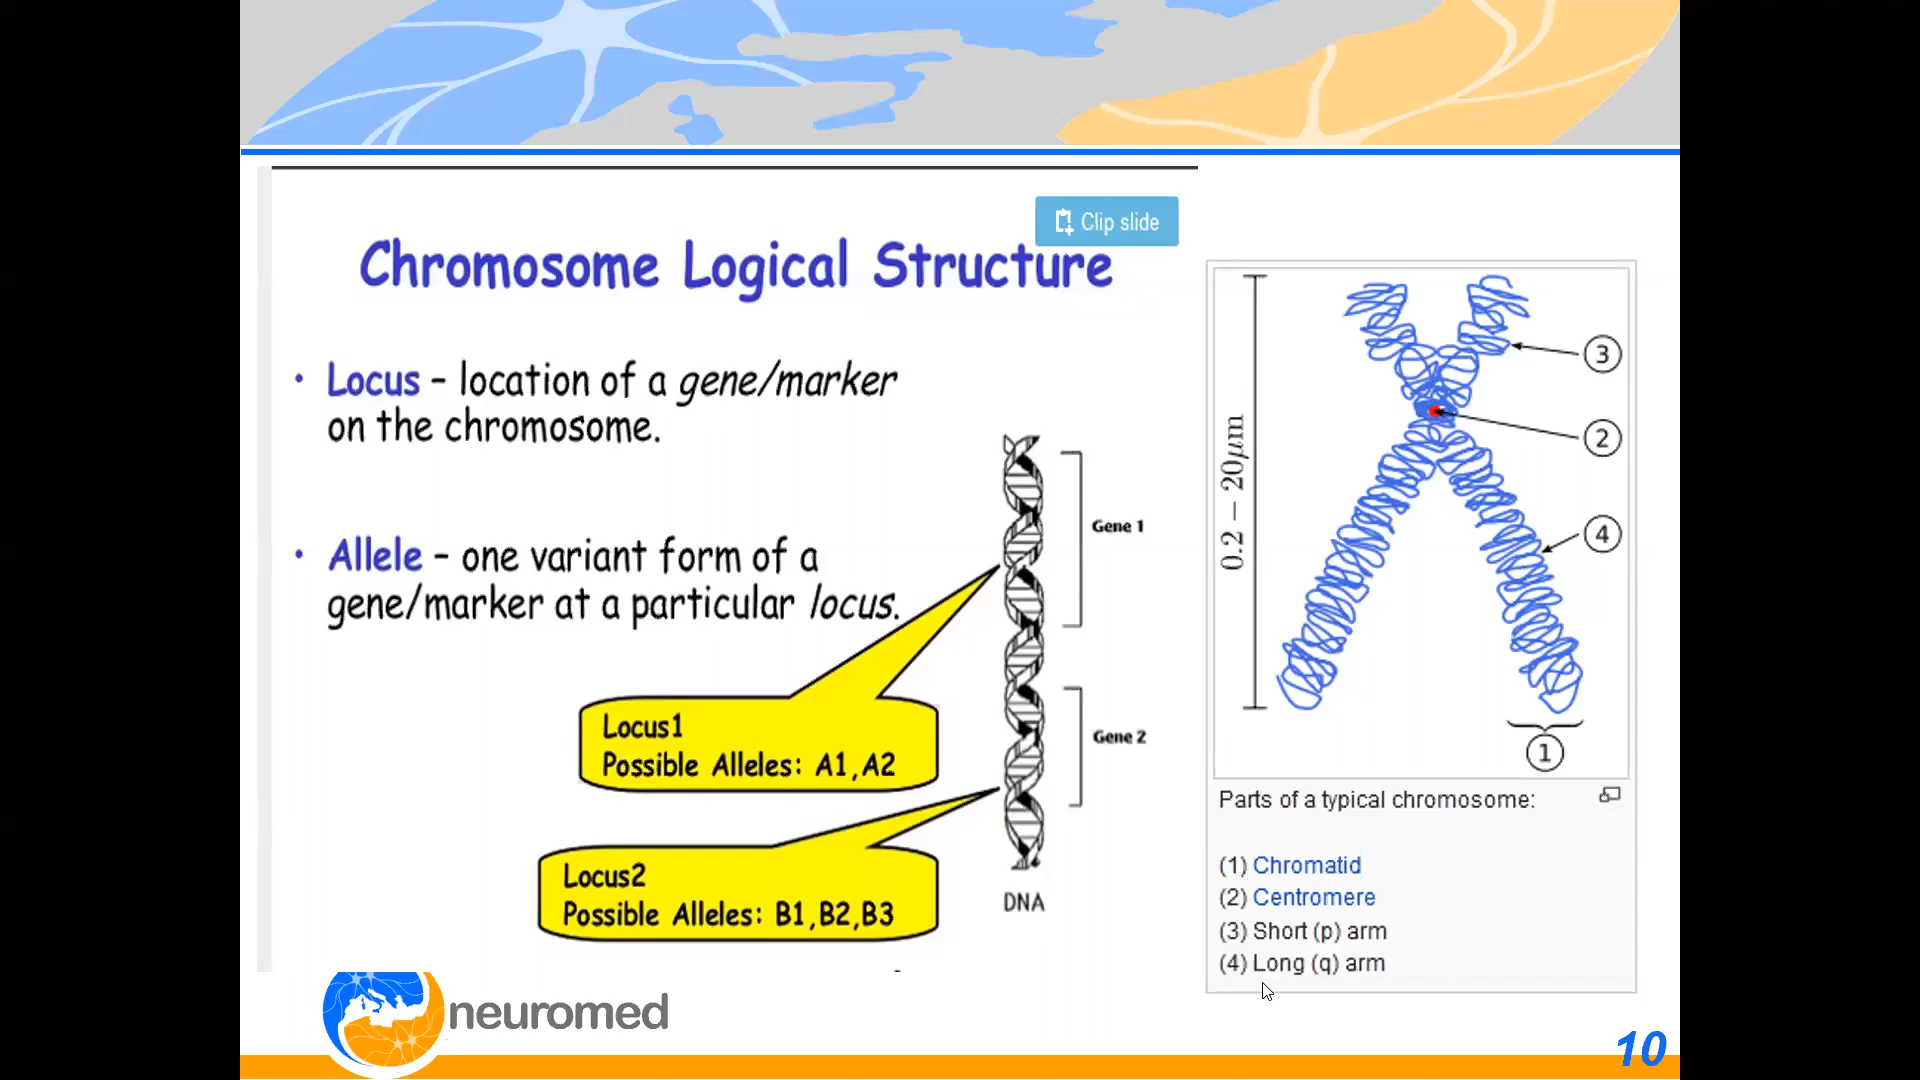 Clip slide
Chromosome Logical Structure
• Locus – location of a gene/marker
on the chromosome.
• Allele – one variant form of a
gene/marker at a particular locus.
Locus1
Possible Alleles: A1,A2
Locus2
Possible Alleles: B1,B2,B3
Gene 1
Gene 2
DNA
0.2 – 20μm
3
2
4
1
Parts of a typical chromosome:
(1) Chromatid
(2) Centromere
(3) Short (p) arm
(4) Long (q) arm
neuromed
10